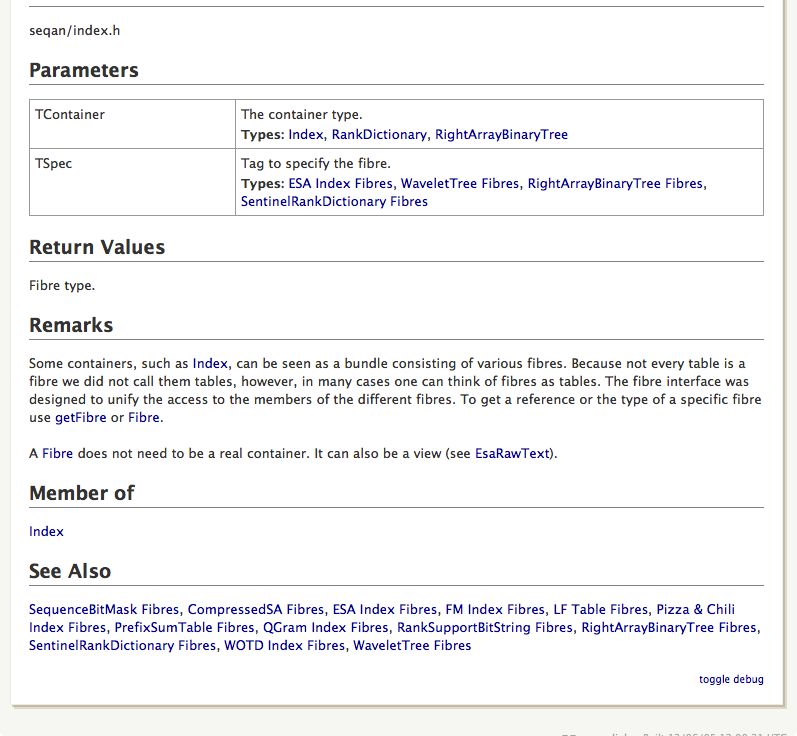 seqan/index.h
Parameters
TContainer
The container type.
Types: Index, RankDictionary, RightArrayBinaryTree
TSpec
Tag to specify the fibre.
Types: ESA Index Fibres, WaveletTree Fibres, RightArrayBinaryTree Fibres,
SentinelRankDictionary Fibres
Return Values
Fibre type.
Remarks
Some containers, such as Index, can be seen as a bundle consisting of various fibres. Because not every table is a
fibre we did not call them tables, however, in many cases one can think of fibres as tables. The fibre interface was
designed to unify the access to the members of the different fibres. To get a reference or the type of a specific fibre
use getFibre or Fibre.
A Fibre does not need to be a real container. It can also be a view (see EsaRawText).
Member of
Index
See Also
SequenceBitMask Fibres, CompressedSA Fibres, ESA Index Fibres, FM Index Fibres, LF Table Fibres, Pizza & Chili
Index Fibres, PrefixSumTable Fibres, QGram Index Fibres, RankSupportBitString Fibres, RightArrayBinaryTree Fibres,
SentinelRankDictionary Fibres, WOTD Index Fibres, WaveletTree Fibres
toggle debug